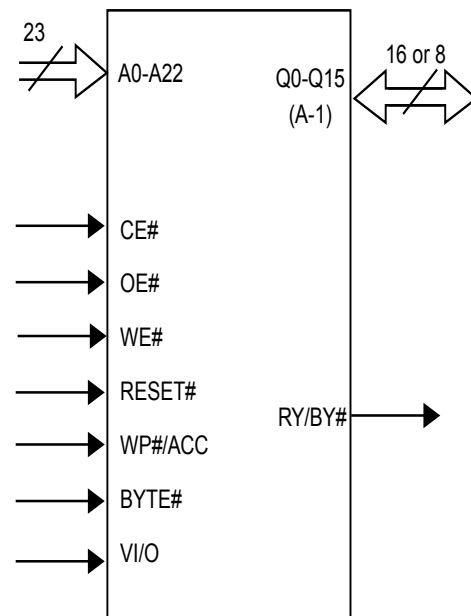 23
A0-A22
16 or 8
Q0-Q15
(A-1)
CE#
OE#
WE#
RESET#
RY/BY#
WP#/ACC
BYTE#
VI/O